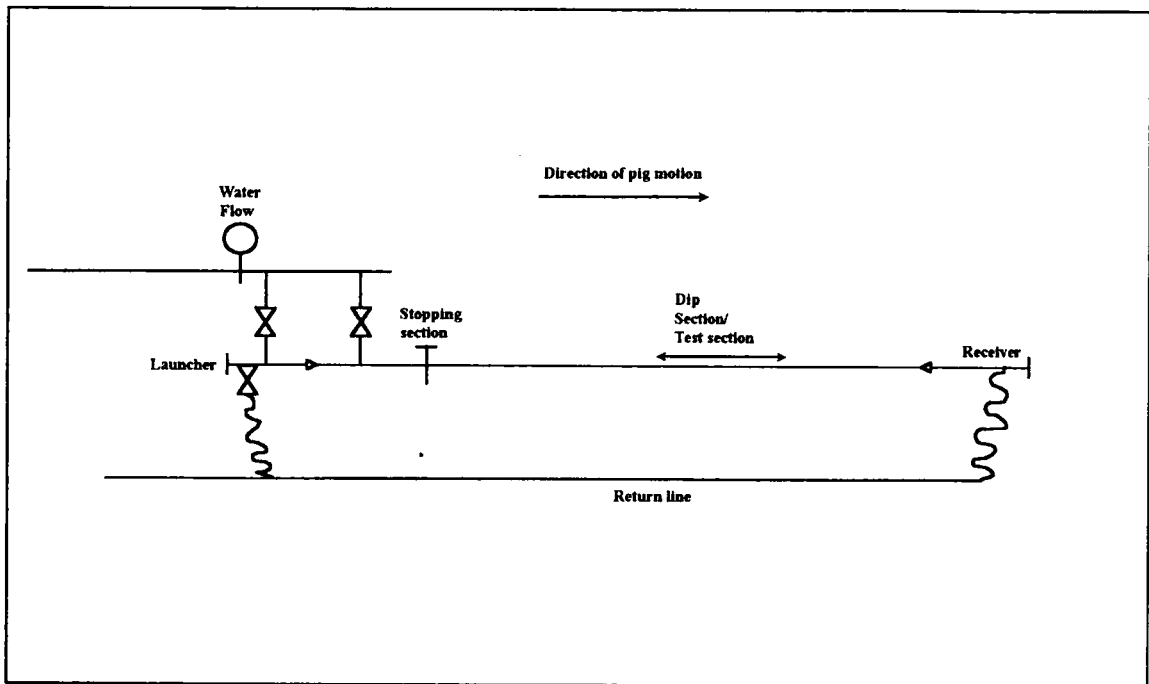 Direction of pig motion
Water
Flow
Stopping
section
Dip
Section/
Test section
Launcher
Receiver
Return line